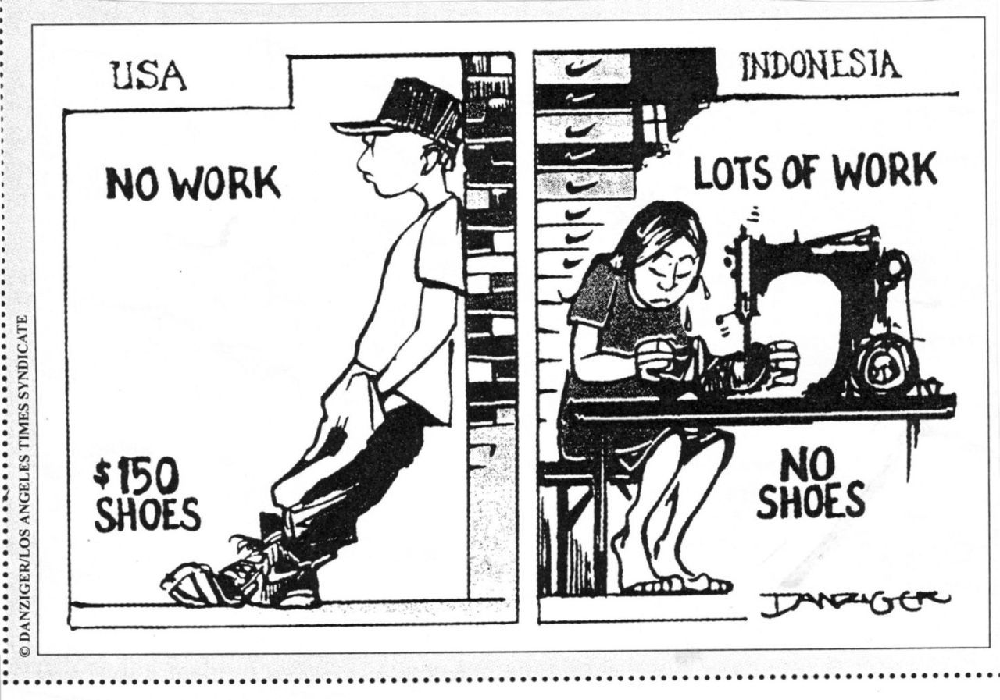 USA
NO WORK
$150
SHOES
INDONESIA
LOTS OF WORK
NO
SHOES
DANZIGER
© DANZIGER/LOS ANGELES TIMES SYNDICATE